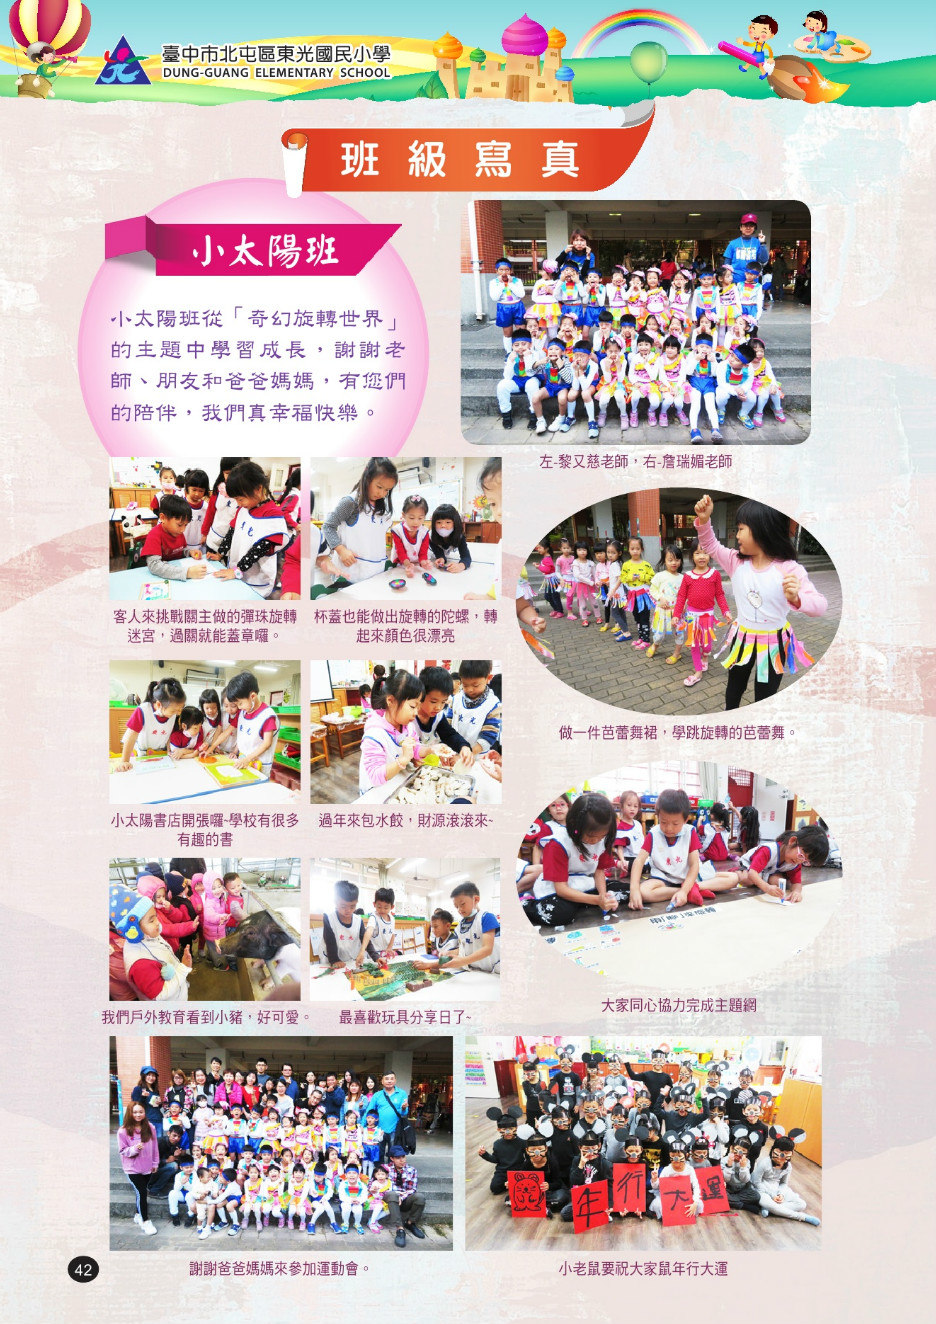 臺中市北屯區東光國民小學
DUNG-GUANG ELEMENTARY SCHOOL
班級寫真
小太陽班
小太陽班從「奇幻旋轉世界」
的主題中學習成長，謝謝老
師、朋友和爸爸媽媽，有您們
的陪伴，我們真幸福快樂。
左-黎又慈老師，右-詹瑞媚老師
客人來挑戰關主做的彈珠旋轉
迷宮，過關就能蓋章囉。
杯蓋也能做出旋轉的陀螺，轉
起來顏色很漂亮
做一件芭蕾舞裙，學跳旋轉的芭蕾舞。
小太陽書店開張囉~學校有很多
有趣的書
過年來包水餃，財源滾滾來~
大家同心協力完成主題網
我們戶外教育看到小豬，好可愛。
最喜歡玩具分享日了~
年行大運
謝謝爸爸媽媽來參加運動會。
小老鼠要祝大家鼠年行大運
42